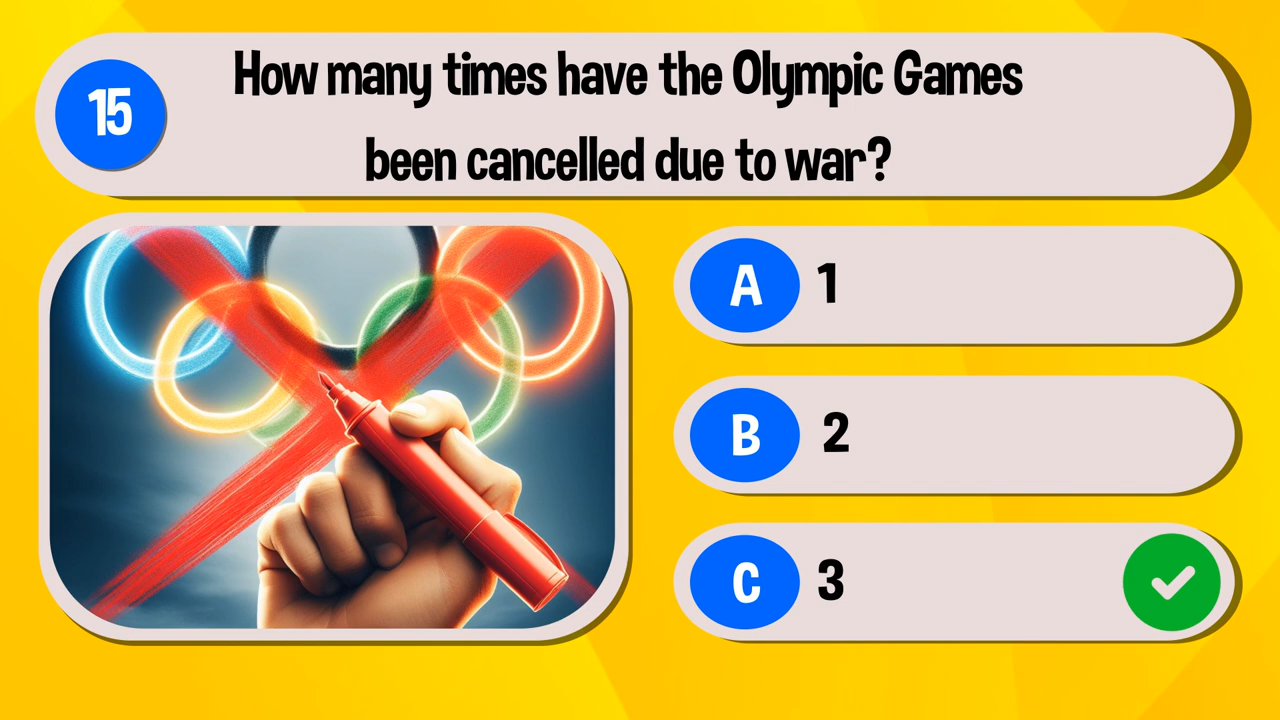 15
How many times have the Olympic Games
been cancelled due to war?
A 1
B 2
C 3